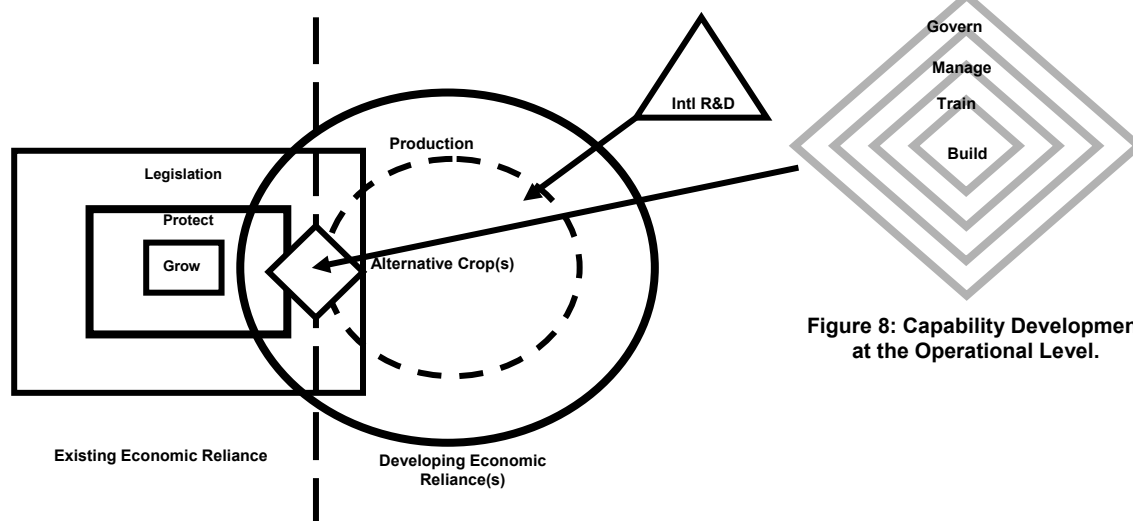 Govern
Manage
Train
Build
Intl R&D
Production
Legislation
Protect
Grow
Alternative Crop(s)
Existing Economic Reliance
Developing Economic
Reliance(s)
Figure 8: Capability Developmen
at the Operational Level.